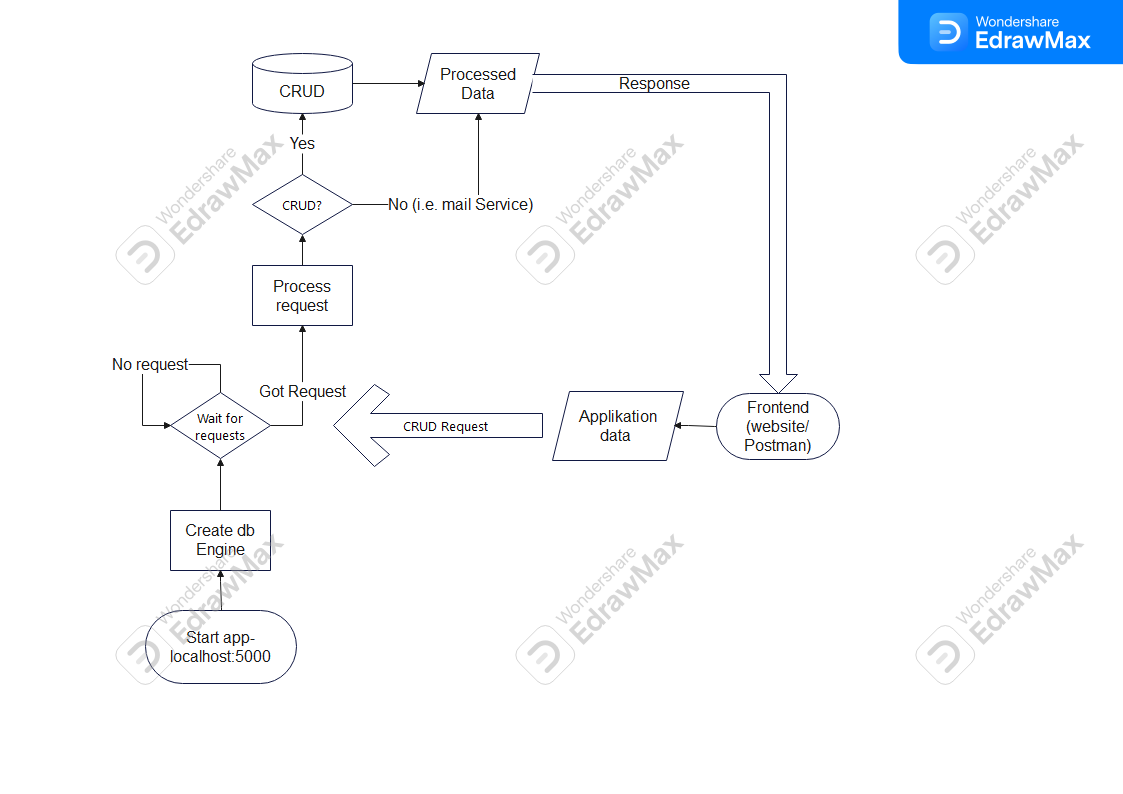 Wondershare
EdrawMax
CRUD
Processed
Data
Response
Yes
CRUD?
No (i.e. mail Service)
Wondershare
EdrawMax
Wondershare
EdrawMax
Wondershare
EdrawMax
Process
request
No request
Got Request
Wait for
requests
CRUD Request
Applikation
data
Frontend
(website/
Postman)
Create db
Engine
Wondershare
EdrawMax
Wondershare
EdrawMax
Wondershare
EdrawMax
Start app-
localhost:5000